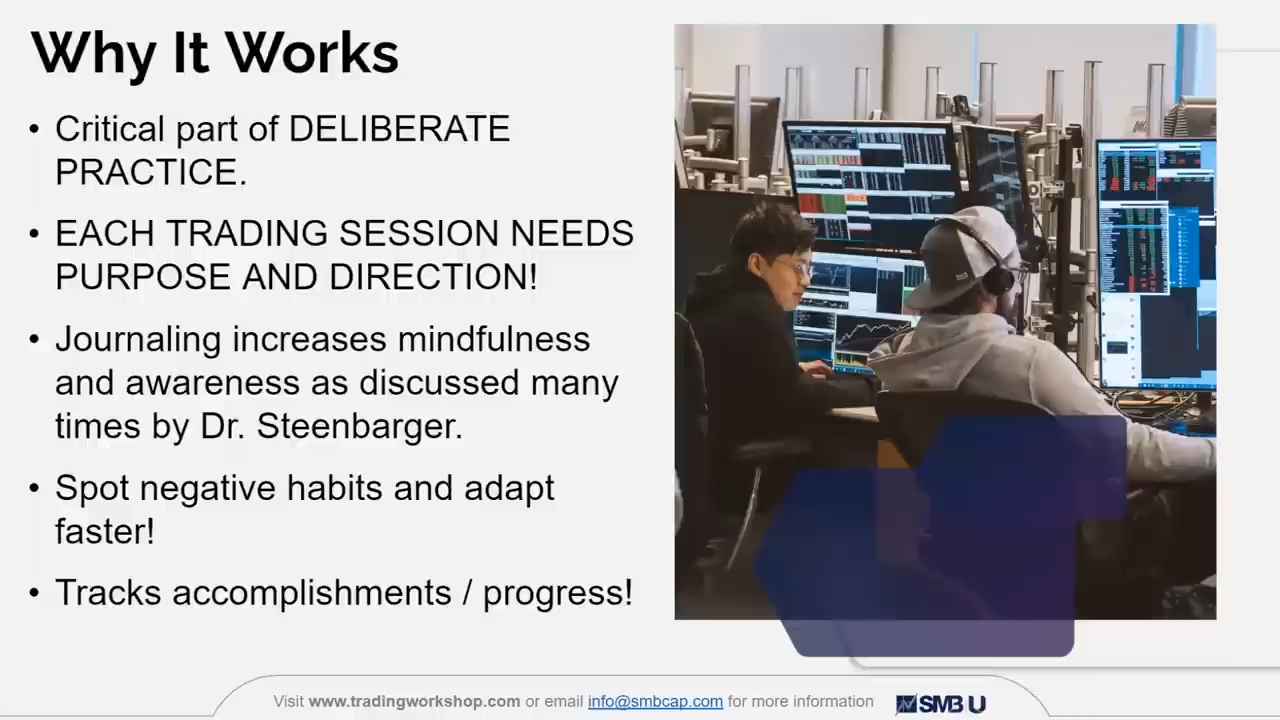 Why It Works
• Critical part of DELIBERATE
PRACTICE.
• EACH TRADING SESSION NEEDS
PURPOSE AND DIRECTION!
• Journaling increases mindfulness
and awareness as discussed many
times by Dr. Steenbarger.
• Spot negative habits and adapt
faster!
• Tracks accomplishments / progress!
Visit www.tradingworkshop.com or email info@smbcap.com for more information
SMB U